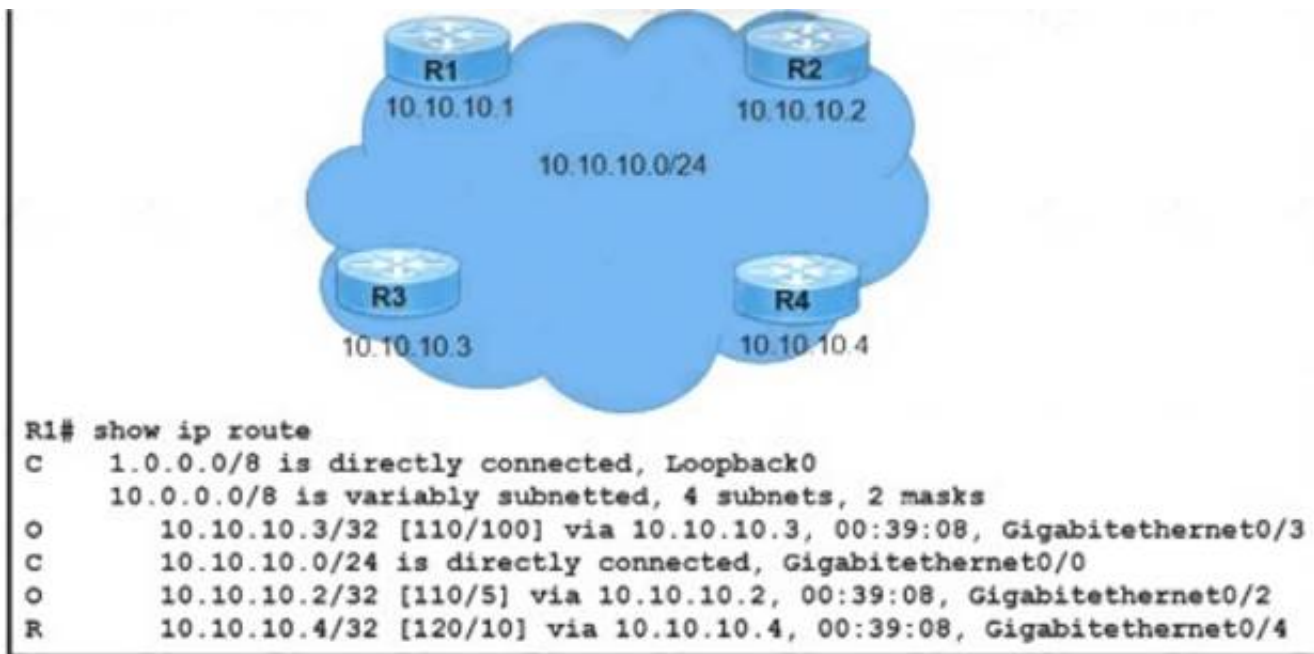 R1
R2
10.10.10.1
10.10.10.2
10.10.10.0/24
R3
R4
10.10.10.3
10.10.10.4
R1# show ip route
C 1.0.0.0/8 is directly connected, Loopback0
10.0.0.0/8 is variably subnetted, 4 subnets, 2 masks
O 10.10.10.3/32 [110/100] via 10.10.10.3, 00:39:08, Gigabitethernet0/3
C 10.10.10.0/24 is directly connected, Gigabitethernet0/0
O 10.10.10.2/32 [110/5] via 10.10.10.2, 00:39:08, Gigabitethernet0/2
R 10.10.10.4/32 [120/10] via 10.10.10.4, 00:39:08, Gigabitethernet0/4